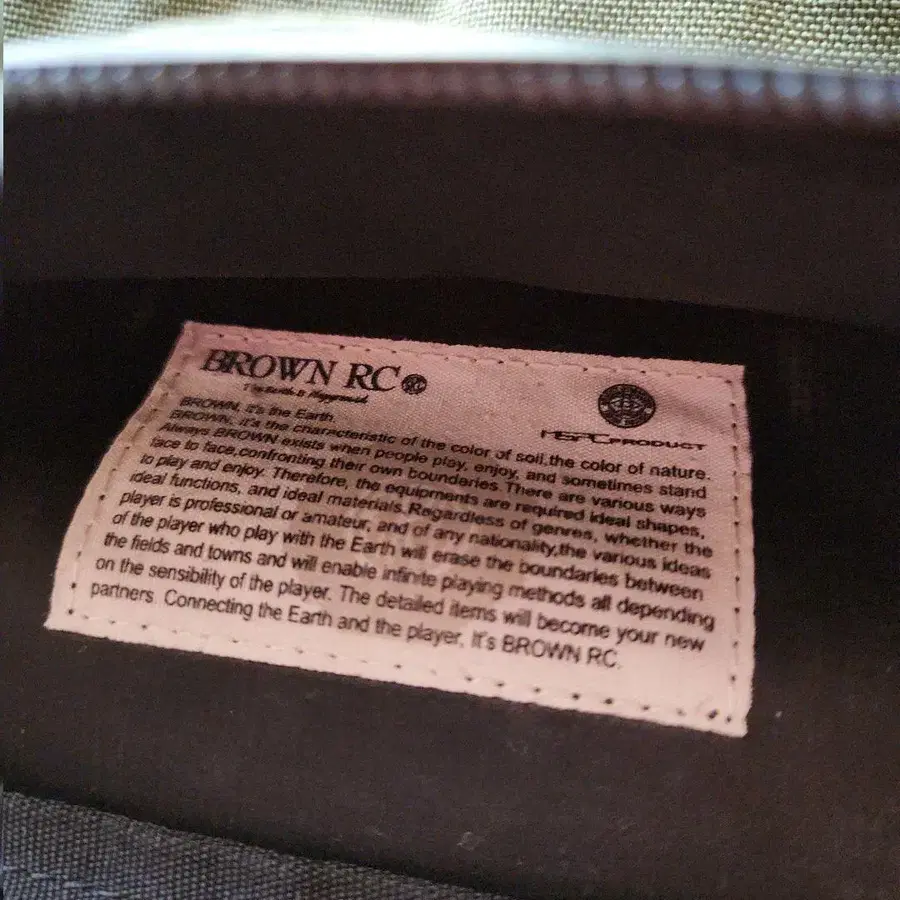 BROWN RC
The Earth is Playground
PRODUCT
BROWN, it's the Earth.
BROWN, it's the characteristic of the color of soil,the color of nature.
Always BROWN exists when people play, enjoy, and sometimes stand
face to face,confronting their own boundaries.There are various ways
to play and enjoy. Therefore, the equipments are required ideal shapes,
ideal functions, and ideal materials.Regardless of genres, whether the
player is professional or amateur, and of any nationality,the various ideas
of the player who play with the Earth will erase the boundaries between
the fields and towns and will enable infinite playing methods all depending
on the sensibility of the player. The detailed items will become your new
partners. Connecting the Earth and the player, It's BROWN RC.